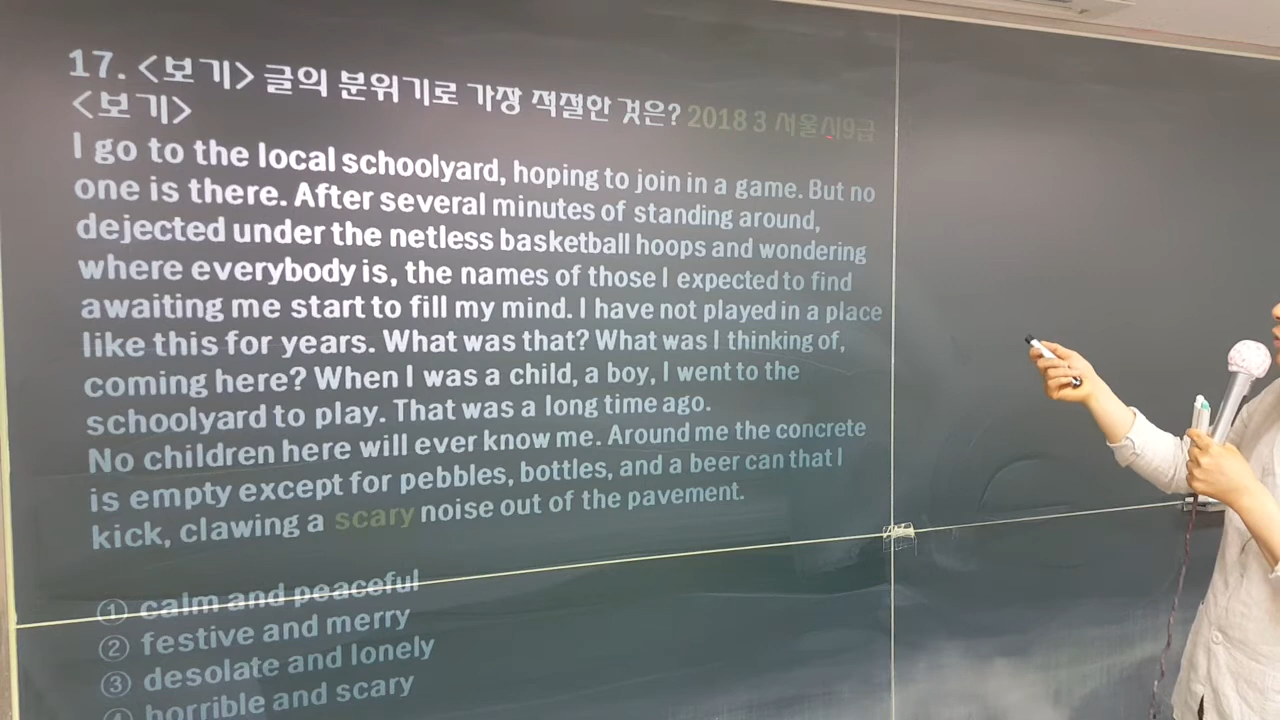 17. <보기> 글의 분위기로 가장 적절한 것은? 2018 3 서울시9급
<보기>
I go to the local schoolyard, hoping to join in a game. But no
one is there. After several minutes of standing around,
dejected under the netless basketball hoops and wondering
where everybody is, the names of those I expected to find
awaiting me start to fill my mind. I have not played in a place
like this for years. What was that? What was I thinking of,
coming here? When I was a child, a boy, I went to the
schoolyard to play. That was a long time ago.
No children here will ever know me. Around me the concrete
is empty except for pebbles, bottles, and a beer can that I
kick, clawing a scary noise out of the pavement.
① calm and peaceful
② festive and merry
③ desolate and lonely
④ horrible and scary